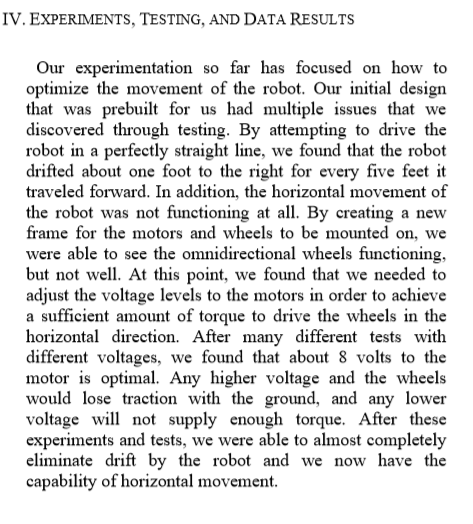 IV. EXPERIMENTS, TESTING, AND DATA RESULTS
Our experimentation so far has focused on how to
optimize the movement of the robot. Our initial design
that was prebuilt for us had multiple issues that we
discovered through testing. By attempting to drive the
robot in a perfectly straight line, we found that the robot
drifted about one foot to the right for every five feet it
traveled forward. In addition, the horizontal movement of
the robot was not functioning at all. By creating a new
frame for the motors and wheels to be mounted on, we
were able to see the omnidirectional wheels functioning,
but not well. At this point, we found that we needed to
adjust the voltage levels to the motors in order to achieve
a sufficient amount of torque to drive the wheels in the
horizontal direction. After many different tests with
different voltages, we found that about 8 volts to the
motor is optimal. Any higher voltage and the wheels
would lose traction with the ground, and any lower
voltage will not supply enough torque. After these
experiments and tests, we were able to almost completely
eliminate drift by the robot and we now have the
capability of horizontal movement.